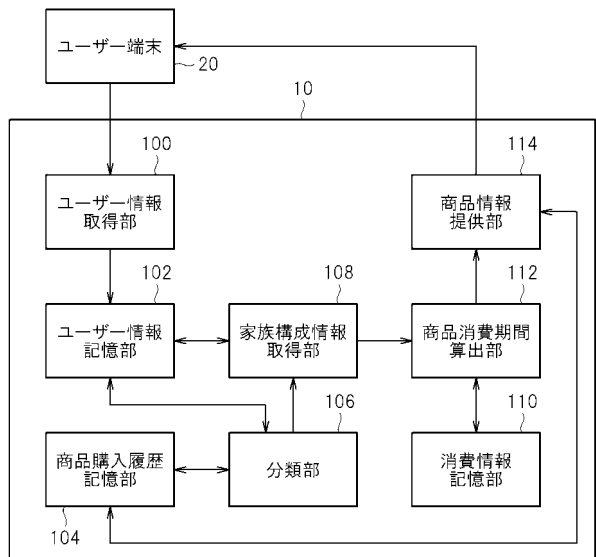 ユーザー端末
20
10
100
ユーザー情報
取得部
114
商品情報
提供部
102
ユーザー情報
記憶部
108
家族構成情報
取得部
112
商品消費期間
算出部
106
分類部
110
消費情報
記憶部
商品購入履歴
記憶部
104